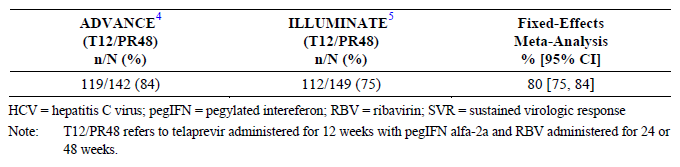 ADVANCE4 ILLUMINATE5 Fixed-Effects
(T12/PR48) (T12/PR48) Meta-Analysis
n/N (%) n/N (%) % [95% CI]
119/142 (84) 112/149 (75) 80 [75, 84]
HCV = hepatitis C virus; pegIFN = pegylated intereferon; RBV = ribavirin; SVR = sustained virologic response
Note: T12/PR48 refers to telaprevir administered for 12 weeks with pegIFN alfa-2a and RBV administered for 24 or
48 weeks.